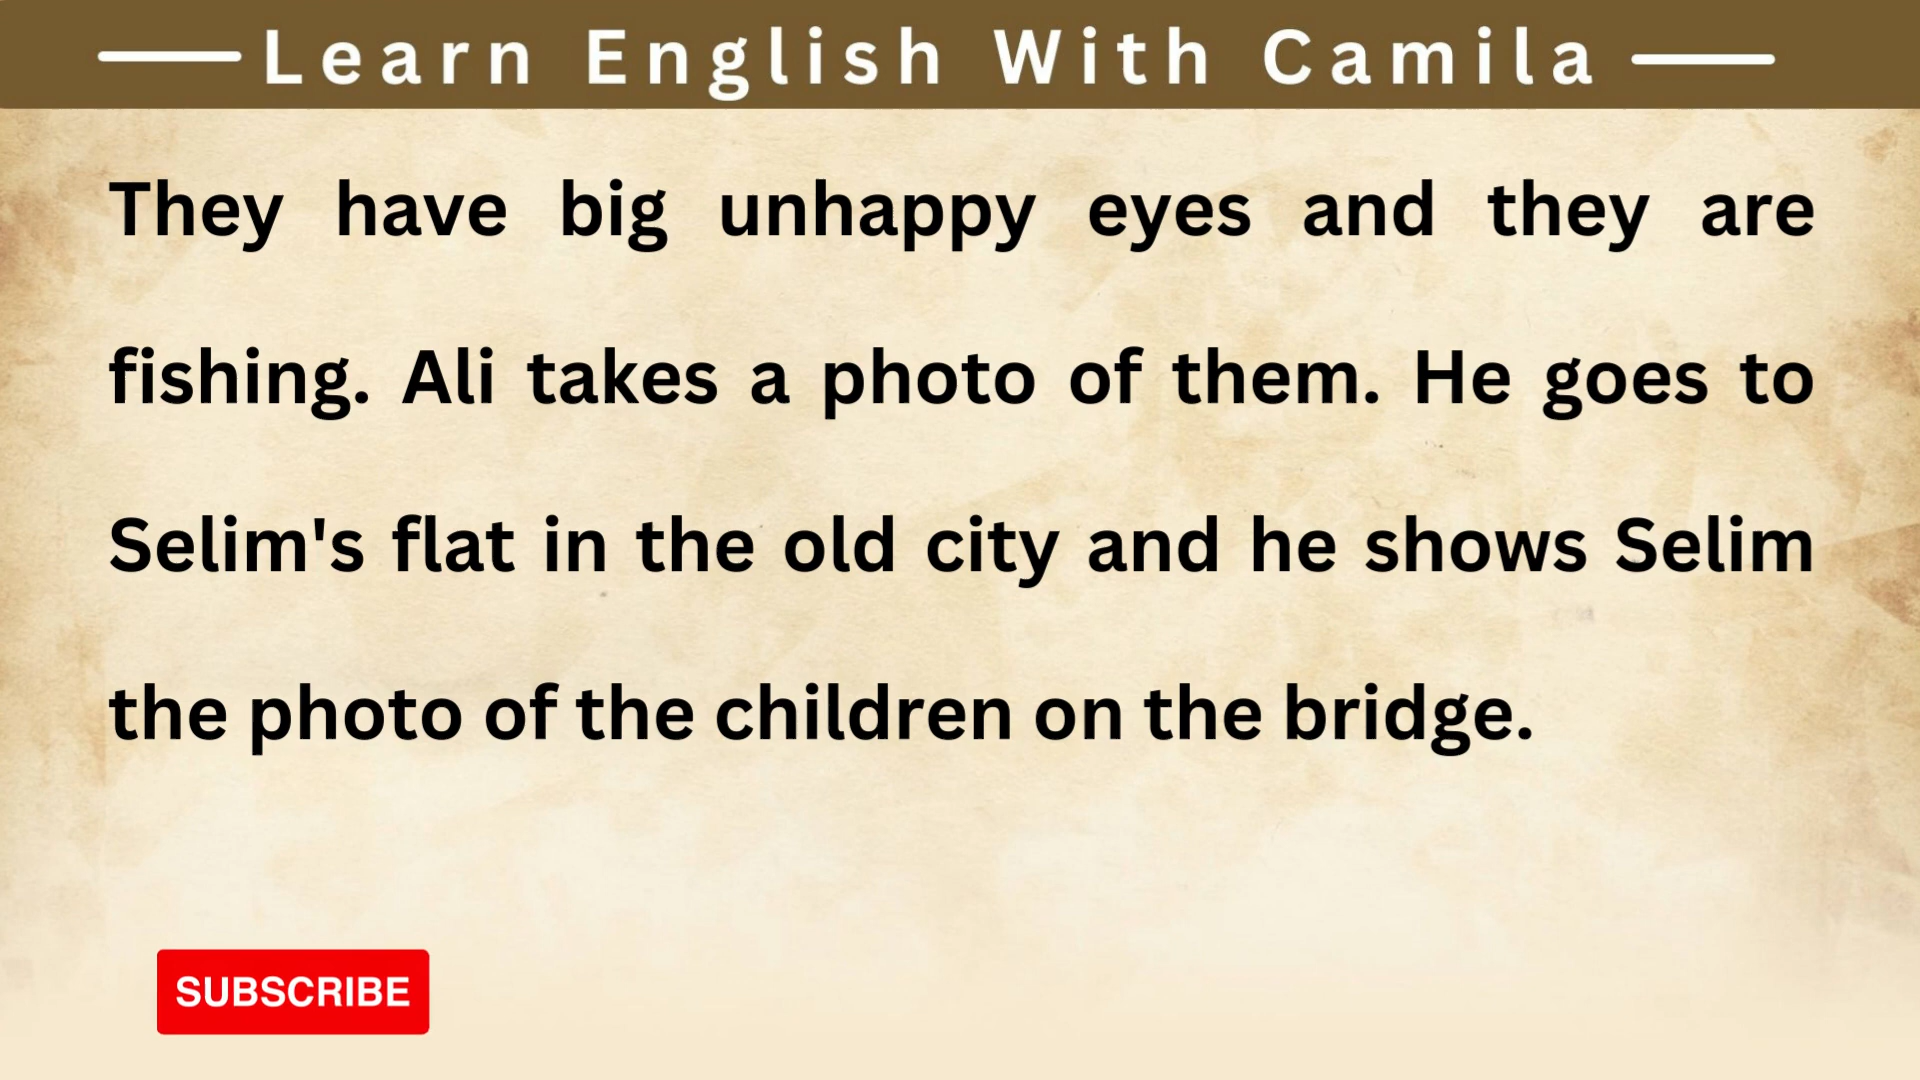 Learn English With Camila
They have big unhappy eyes and they are
fishing. Ali takes a photo of them. He goes to
Selim's flat in the old city and he shows Selim
the photo of the children on the bridge.
SUBSCRIBE